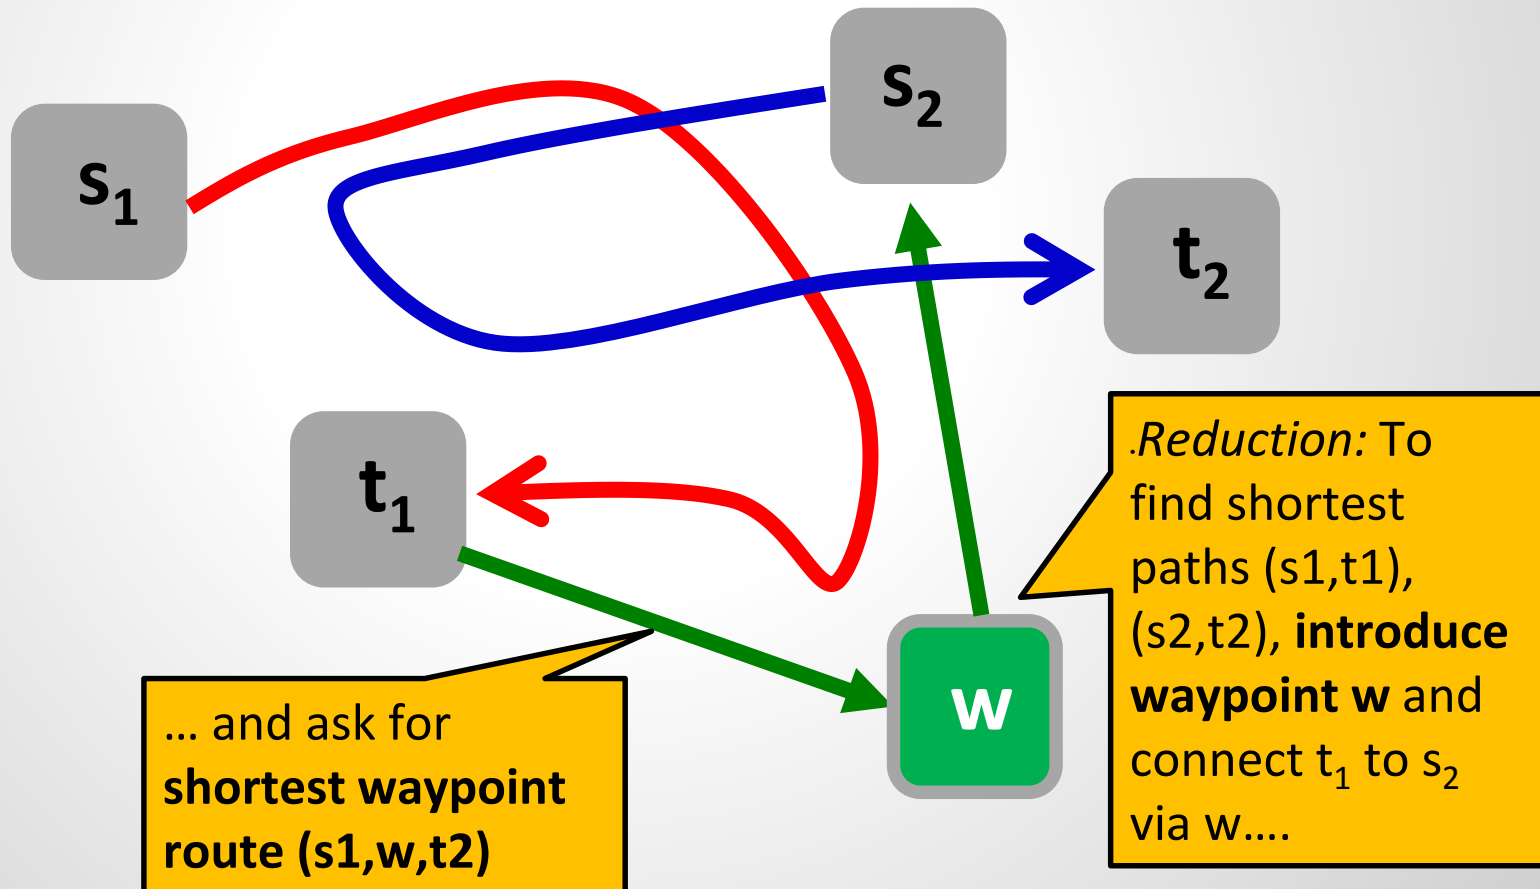 s₂
s₁
t₂
t₁
.Reduction: To
find shortest
paths (s1,t1),
(s2,t2), introduce
waypoint w and
connect t₁ to s₂
via w....
w
... and ask for
shortest waypoint
route (s1,w,t2)